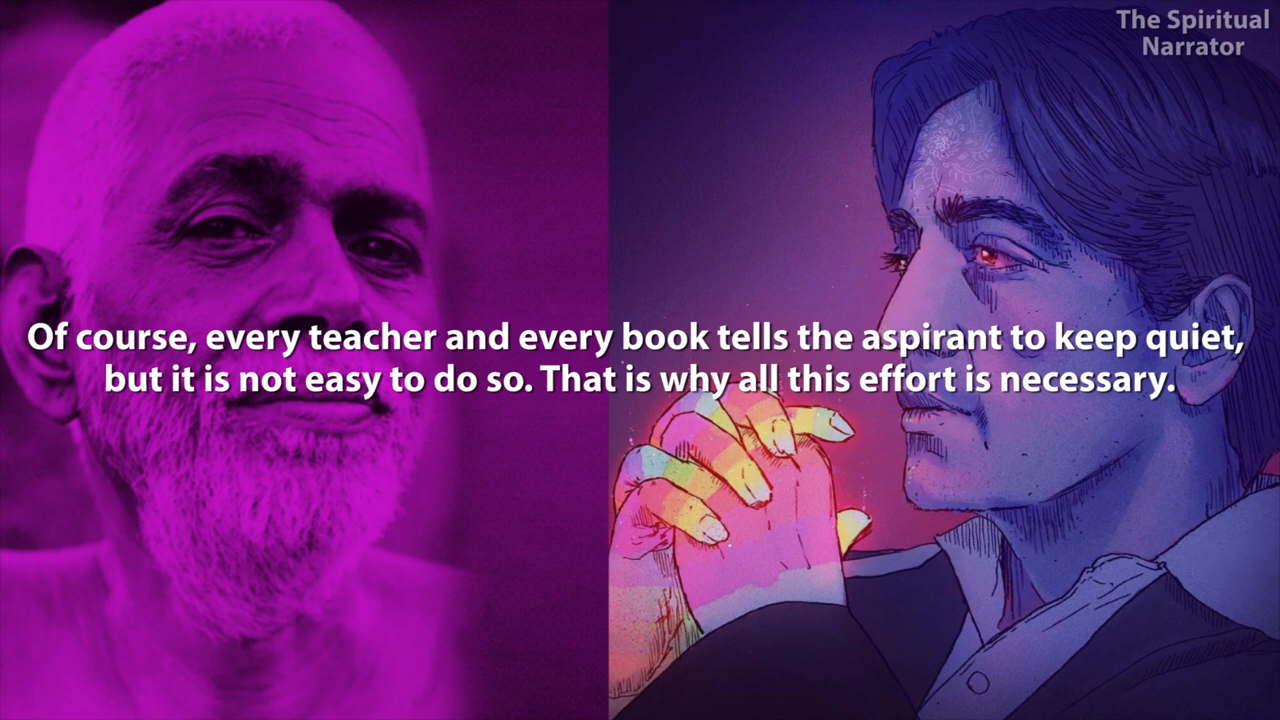 The Spiritual
Narrator
Of course, every teacher and every book tells the aspirant to keep quiet,
but it is not easy to do so. That is why all this effort is necessary.